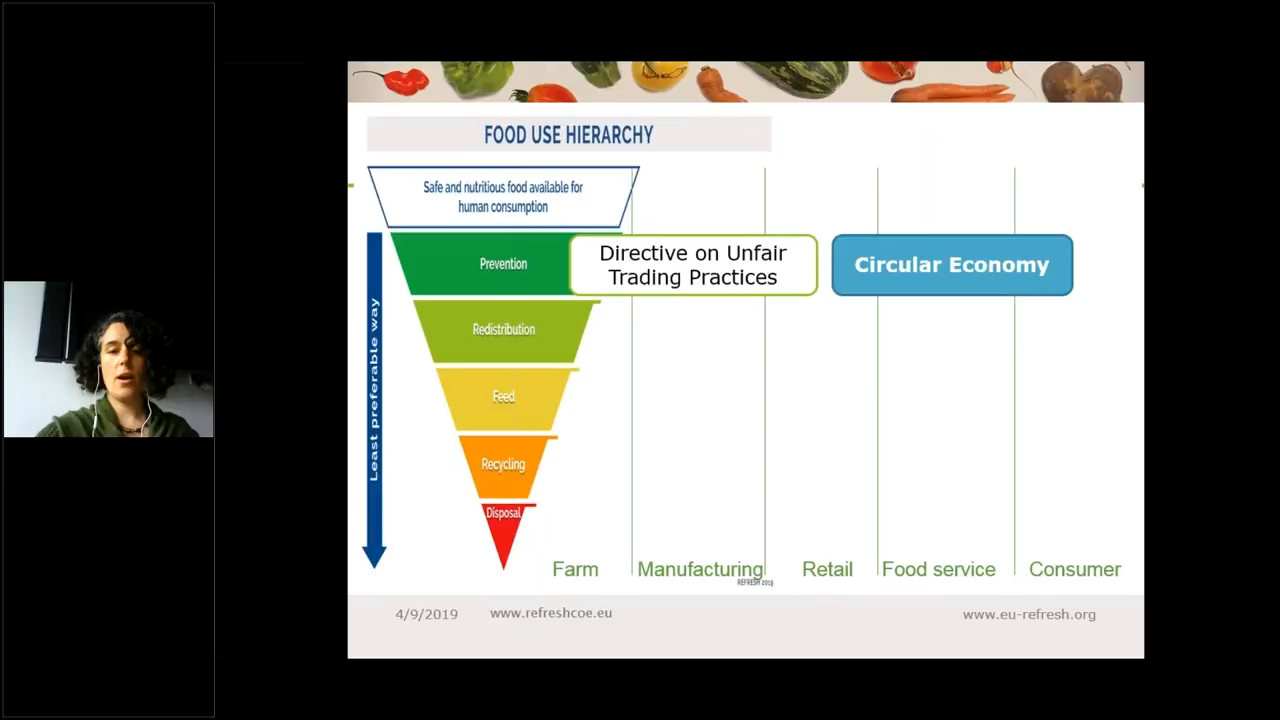 FOOD USE HIERARCHY
Safe and nutritious food available for
human consumption
Least preferable way
Prevention
Directive on Unfair
Trading Practices
Circular Economy
Redistribution
Feed
Recycling
Disposal
Farm
Manufacturing
Retail
Food service
Consumer
REFRESH 2019
4/9/2019
www.refreshcoe.eu
www.eu-refresh.org